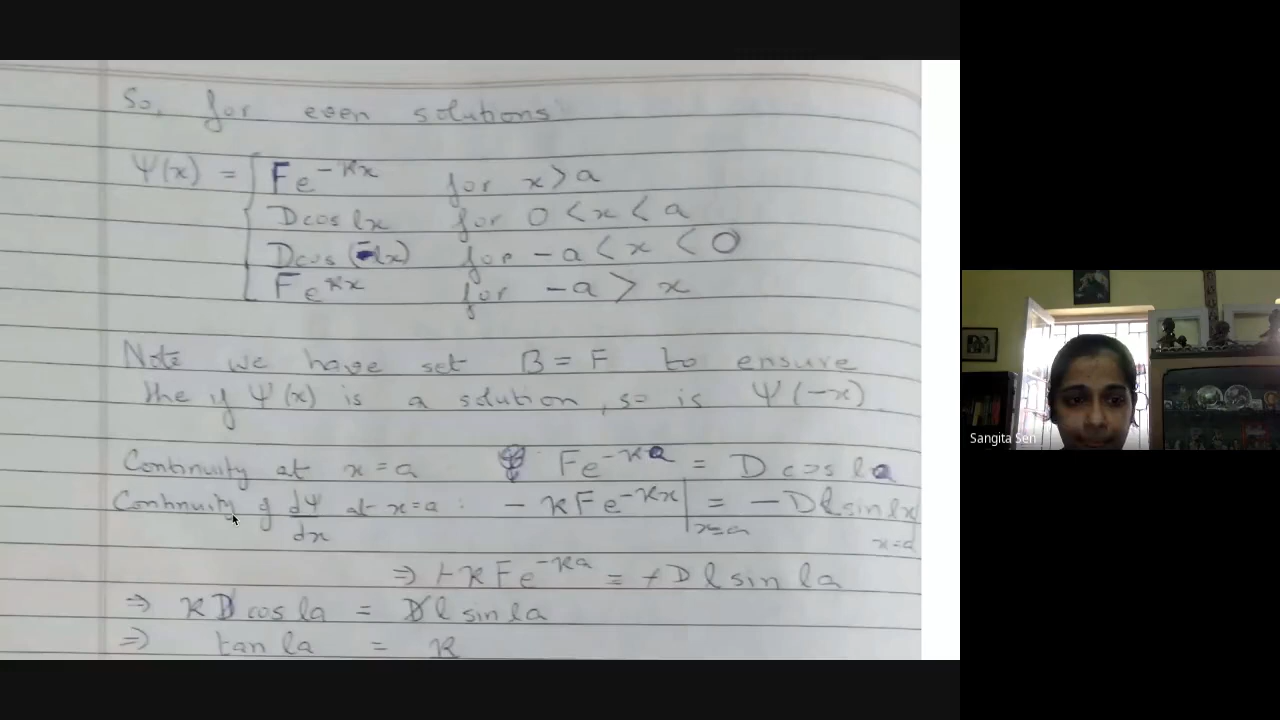 So, for even solutions
Ψ(x) = { Fe^{-κx} for x > a
D cos lx for 0 < x < a
D cos (-lx) for -a < x < 0
Fe^{κx} for -a > x
Note we have set B = F to ensure
the if Ψ(x) is a solution, so is Ψ(-x)
Continuity at x = a Fe^{-κa} = D cos la
Continuity of dΨ/dx at x = a : - κFe^{-κx}|_{x=a} = - Dl sin lx|_{x=a}
⇒ +κFe^{-κa} = +Dl sin la
⇒ κD cos la = Dl sin la
⇒ tan la = κ
Sangita Sen